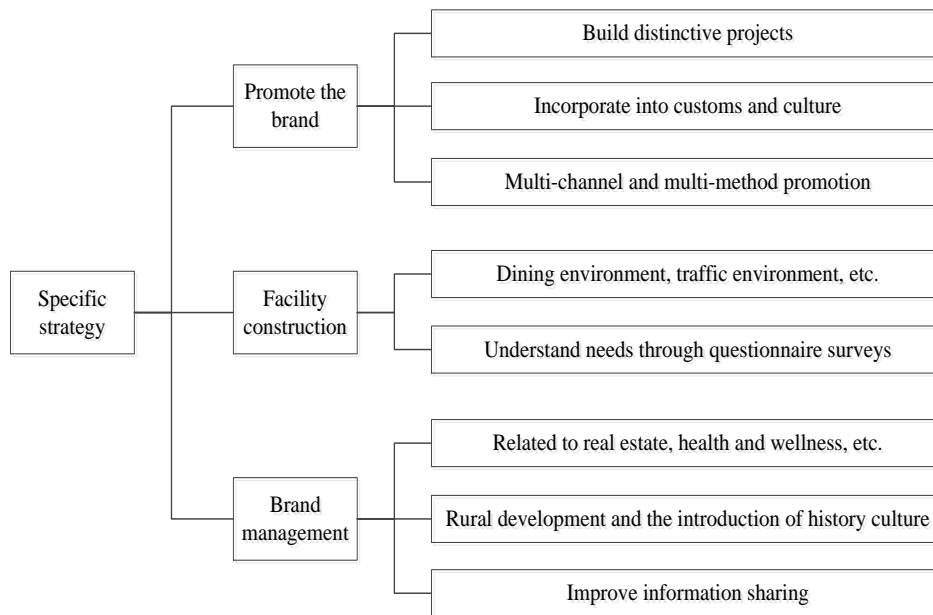 Build distinctive projects
Promote the
brand
Incorporate into customs and culture
Multi-channel and multi-method promotion
Specific
strategy
Facility
construction
Dining environment, traffic environment, etc.
Understand needs through questionnaire surveys
Related to real estate, health and wellness, etc.
Brand
management
Rural development and the introduction of history culture
Improve information sharing